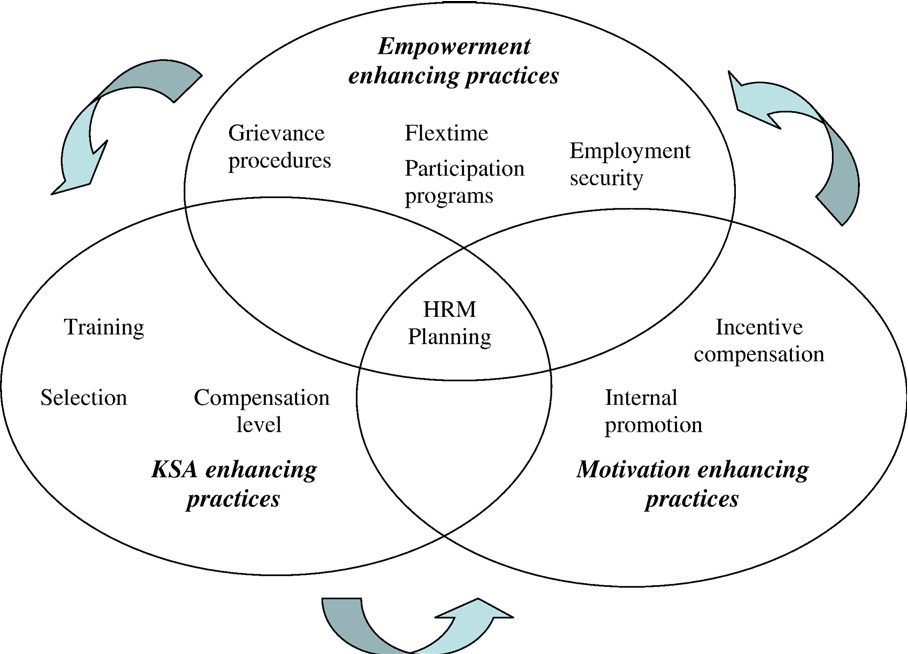 Empowerment
enhancing practices
Grievance
procedures
Flextime
Participation
programs
Employment
security
HRM
Planning
Training
Selection
Compensation
level
KSA enhancing
practices
Incentive
compensation
Internal
promotion
Motivation enhancing
practices